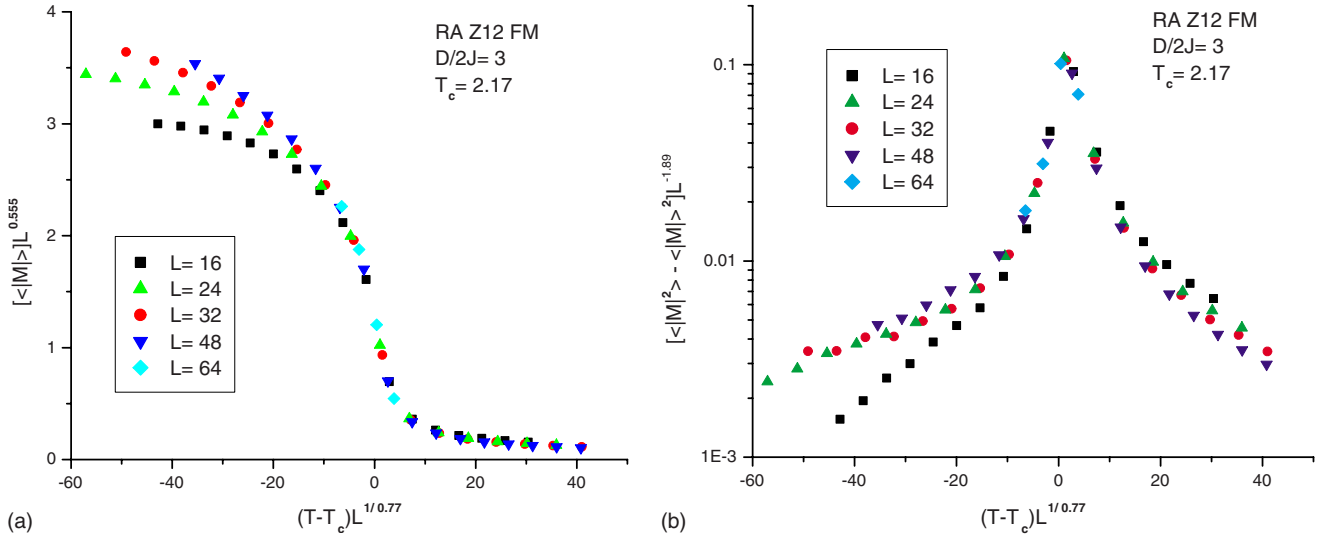 RA Z12 FM
D/2J= 3
T_c = 2.17
[<|M|>]L^0.555
4
3
2
1
0
L= 16
L= 24
L= 32
L= 48
L= 64
-60
-40
-20
0
20
40
(T-T_c)L^1/0.77
(a)
RA Z12 FM
D/2J= 3
T_c = 2.17
[<|M|^2> - <|M|>^2]L^-1.89
0.1
0.01
1E-3
L= 16
L= 24
L= 32
L= 48
L= 64
-60
-40
-20
0
20
40
(T-T_c)L^1/0.77
(b)